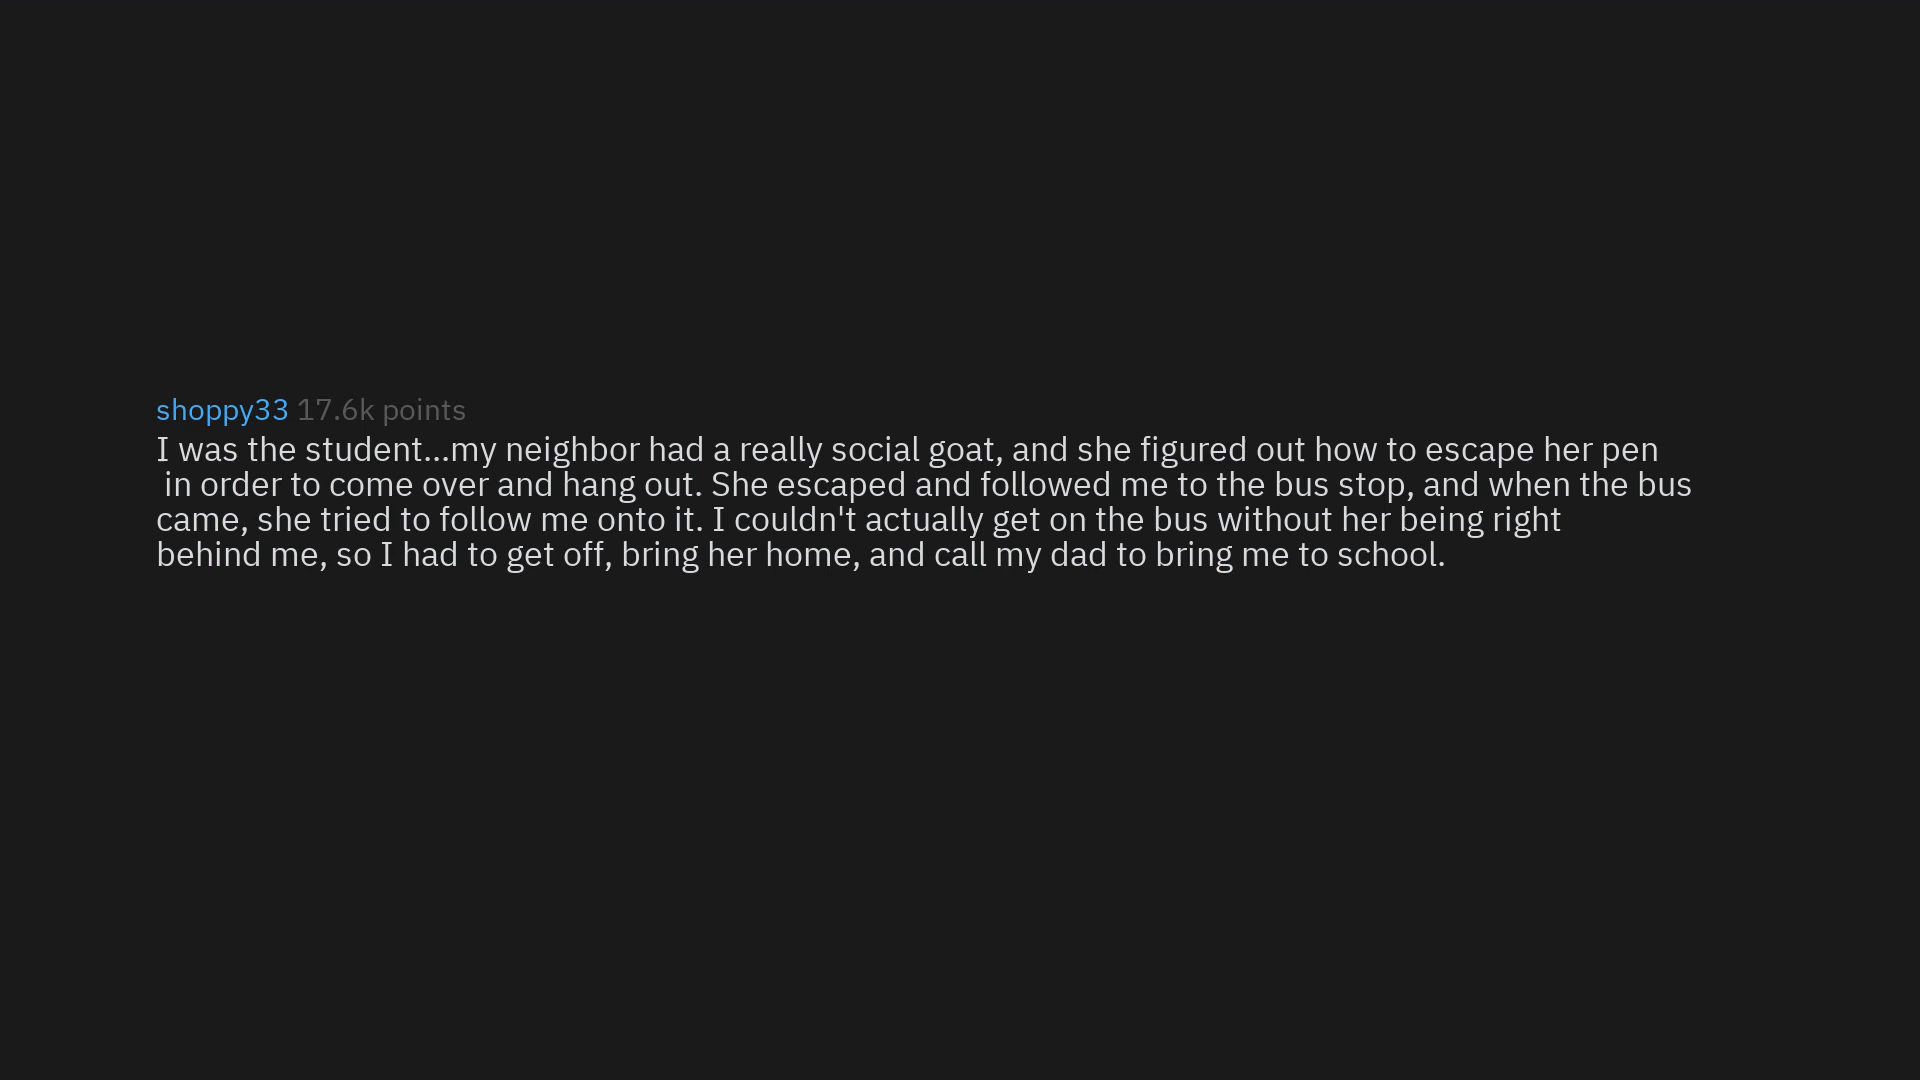 shoppy33 17.6k points
I was the student...my neighbor had a really social goat, and she figured out how to escape her pen
in order to come over and hang out. She escaped and followed me to the bus stop, and when the bus
came, she tried to follow me onto it. I couldn't actually get on the bus without her being right
behind me, so I had to get off, bring her home, and call my dad to bring me to school.